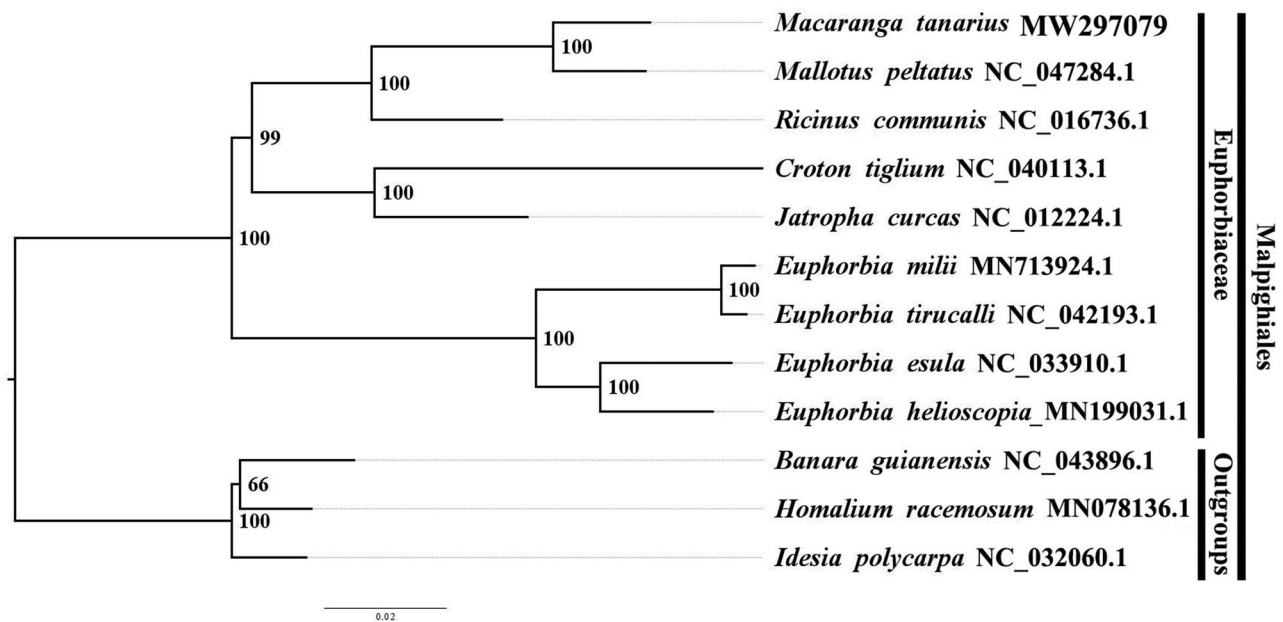 Macaranga tanarius MW297079
100
Mallotus peltatus NC_047284.1
100
Ricinus communis NC_016736.1
99
Croton tiglium NC_040113.1
100
Jatropha curcas NC_012224.1
100
Euphorbia milii MN713924.1
100
Euphorbia tirucalli NC_042193.1
100
Euphorbia esula NC_033910.1
100
Euphorbia helioscopia_MN199031.1
Banara guianensis NC_043896.1
66
Homalium racemosum MN078136.1
100
Idesia polycarpa NC_032060.1
Euphorbiaceae
Outgroups
Malpighiales
0.02